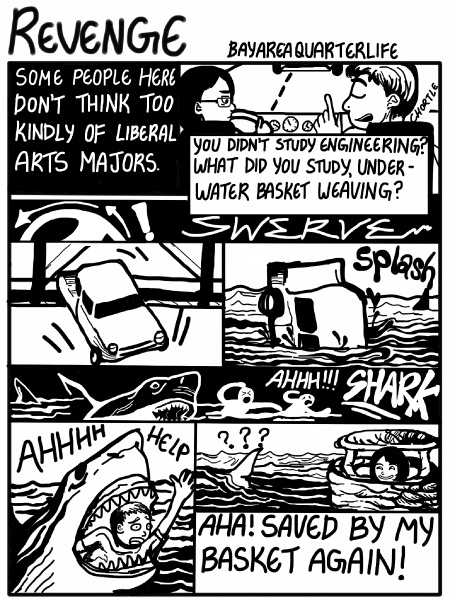 REVENGE
BAYAREAQUARTERLIFE
SOME PEOPLE HERE
DON'T THINK TOO
KINDLY OF LIBERAL
ARTS MAJORS.
CHORTLE
YOU DIDN'T STUDY ENGINEERING?
WHAT DID YOU STUDY, UNDER-
WATER BASKET WEAVING?
!
SWERVE
splash
AHHH!!!
SHARK
AHHHH
HELP
???
AHA! SAVED BY MY
BASKET AGAIN!